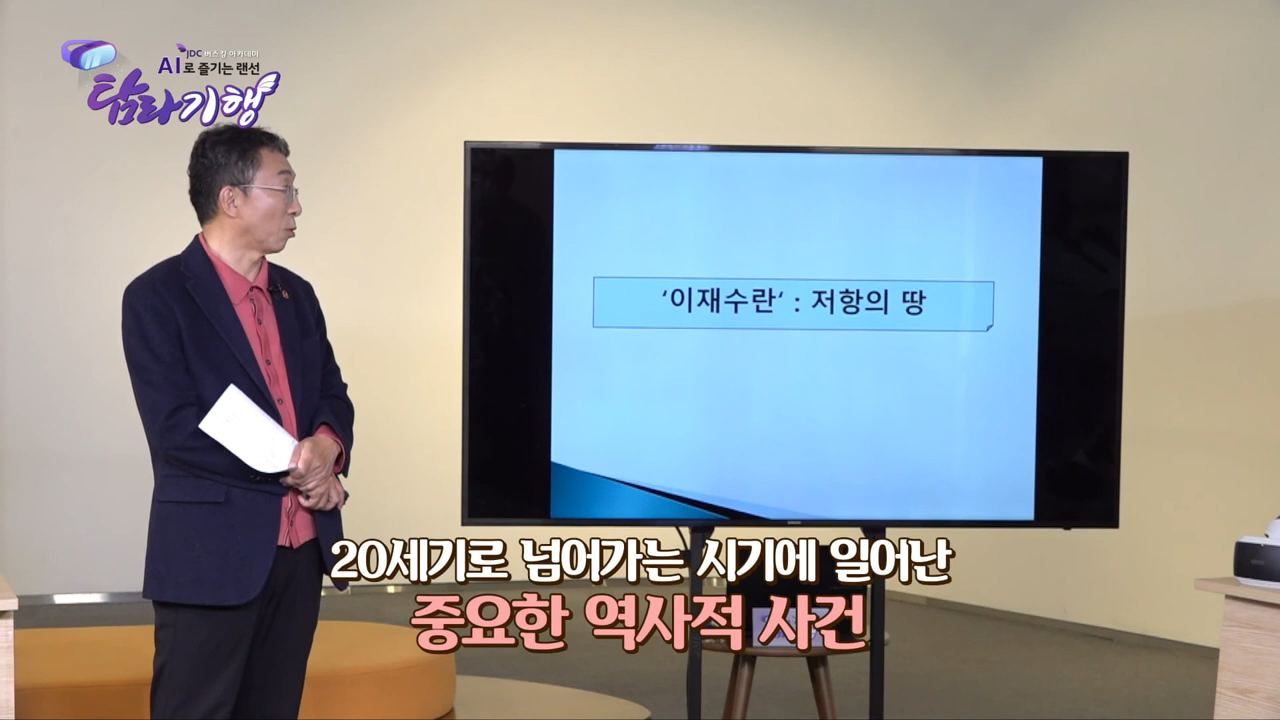 JDC 버스킹 아카데미
AI로 즐기는 랜선
탐라기행
‘이재수란‘ : 저항의 땅
20세기로 넘어가는 시기에 일어난
중요한 역사적 사건